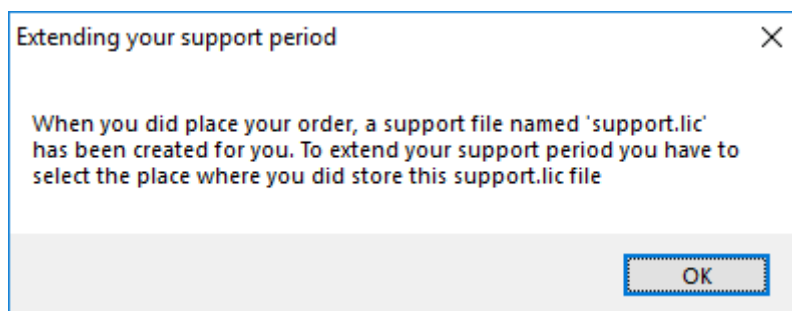 Extending your support period
When you did place your order, a support file named 'support.lic'
has been created for you. To extend your support period you have to
select the place where you did store this support.lic file
OK